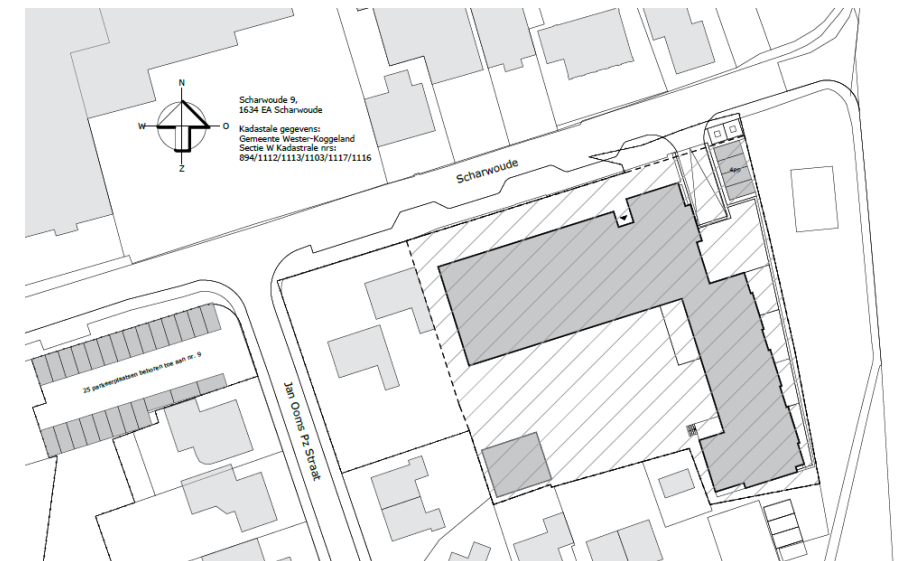 N
W
O
Z
Scharwoude 9,
1634 EA Scharwoude
Kadastale gegevens:
Gemeente Wester-Koggeland
Sectie W Kadastrale nrs:
894/1112/1113/1103/1117/1116
Scharwoude
25 parkeerplaatsen behoren toe aan nr. 9
Jan Ooms Pz Straat